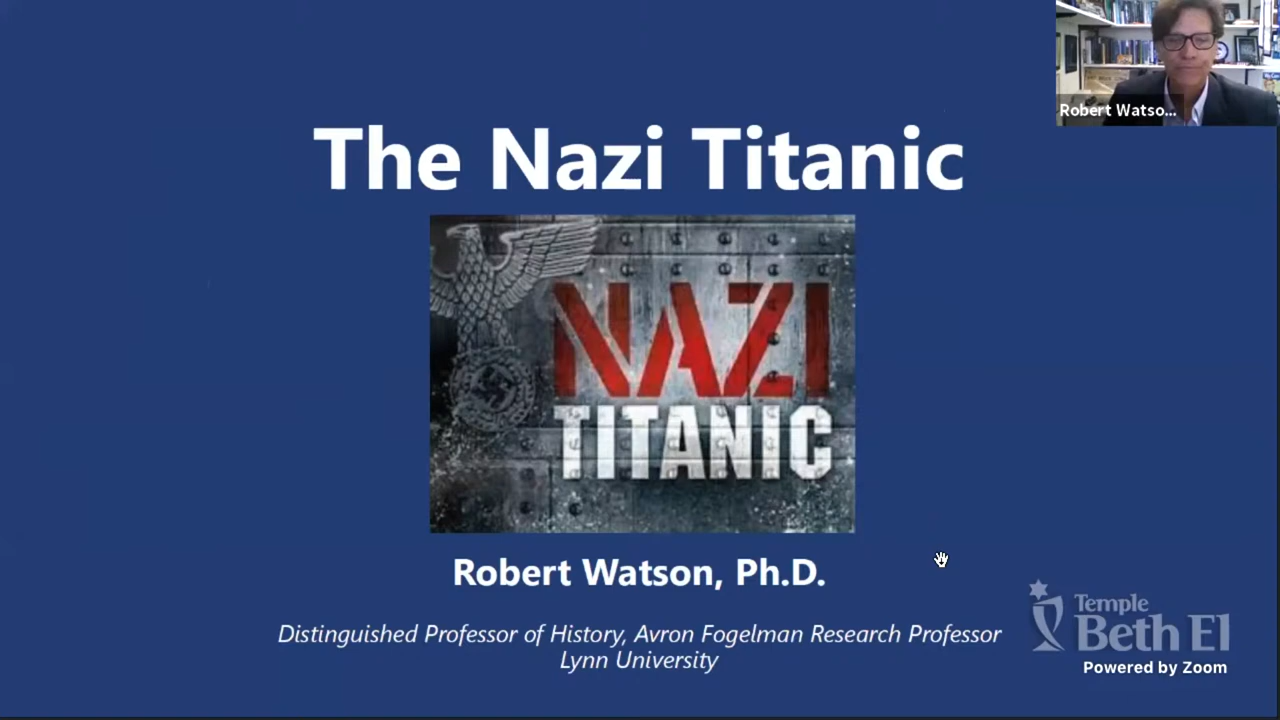 Robert Watso...
The Nazi Titanic
NAZI
TITANIC
Robert Watson, Ph.D.
Distinguished Professor of History, Avron Fogelman Research Professor
Lynn University
Temple
Beth El
Powered by Zoom